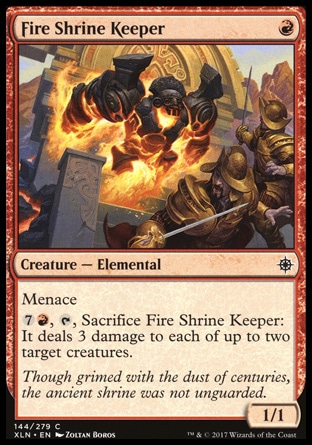 Fire Shrine Keeper
Creature — Elemental
Menace
7, Sacrifice Fire Shrine Keeper:
It deals 3 damage to each of up to two
target creatures.
Though grimed with the dust of centuries,
the ancient shrine was not unguarded.
1/1
144/279 C
XLN • EN Zoltan Boros
™ & © 2017 Wizards of the Coast